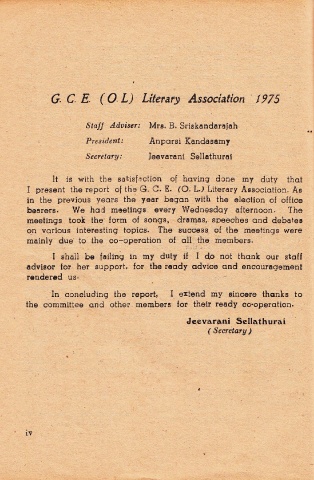 G. C. E. (O L) Literary Association 1975
Staff Adviser: Mrs. B. Sriskandarajah
President: Anparasi Kandasamy
Secretary: Jeevarani Sellathurai
It is with the satisfaction of having done my duty that
I present the report of the G. C. E. (O. L.) Literary Association. As
in the previous years the year began with the election of office
bearers. We had meetings every Wednesday afternoon. The
meetings took the form of songs, dramas, speeches and debates
on various interesting topics. The success of the meetings were
mainly due to the co-operation of all the members.
I shall be failing in my duty if I do not thank our staff
advisor for her support, for the ready advice and encouragement
rendered us.
In concluding the report, I extend my sincere thanks to
the committee and other members for their ready co-operation.
Jeevarani Sellathurai
(Secretary)
iv